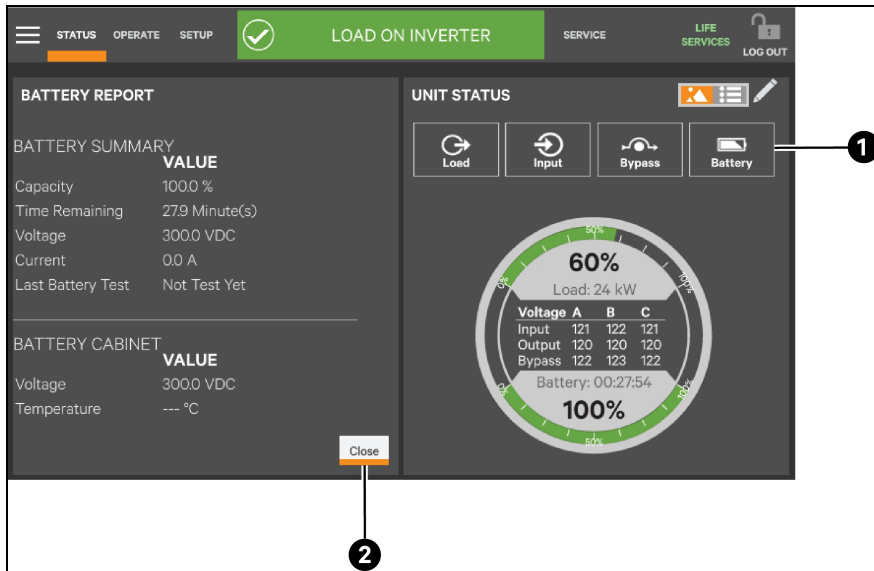 STATUS OPERATE SETUP LOAD ON INVERTER SERVICE LIFE SERVICES LOG OUT
BATTERY REPORT
BATTERY SUMMARY
VALUE
Capacity 100.0 %
Time Remaining 27.9 Minute(s)
Voltage 300.0 VDC
Current 0.0 A
Last Battery Test Not Test Yet
BATTERY CABINET
VALUE
Voltage 300.0 VDC
Temperature --- °C
Close
2
UNIT STATUS
Load Input Bypass Battery
1
0% 50% 100%
60%
Load: 24 kW
Voltage A B C
Input 121 122 121
Output 120 120 120
Bypass 122 123 122
Battery: 00:27:54
100%
0% 50% 100%